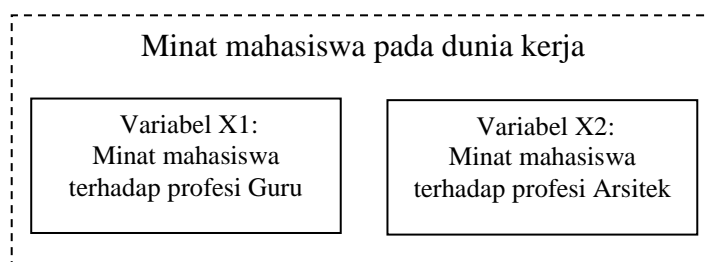 Minat mahasiswa pada dunia kerja
Variabel X1:
Minat mahasiswa
terhadap profesi Guru
Variabel X2:
Minat mahasiswa
terhadap profesi Arsitek